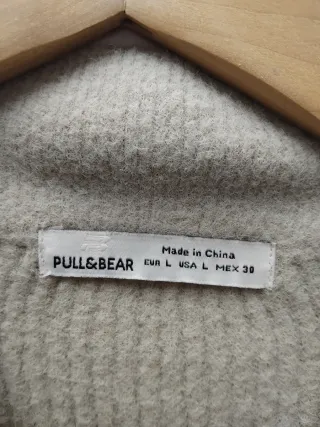 Made in China
PULL&BEAR EUR L USA L MEX 30